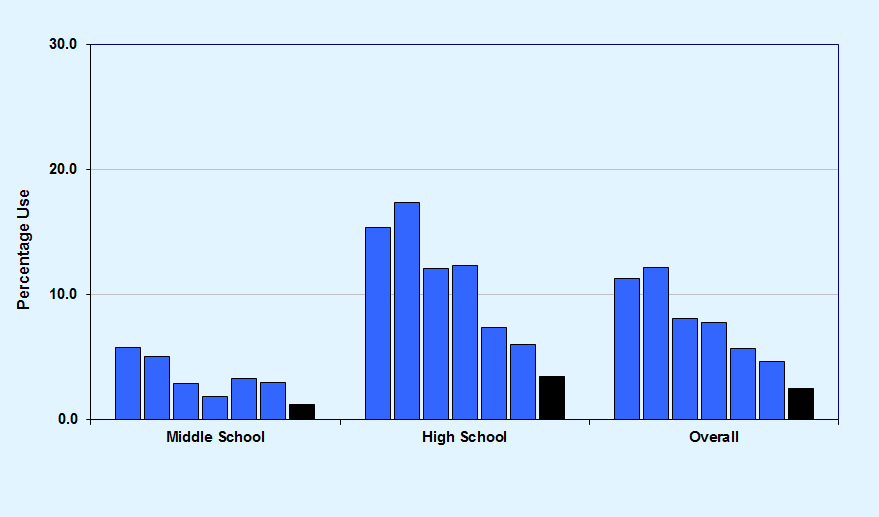 30.0
20.0
10.0
0.0
Percentage Use
Middle School
High School
Overall